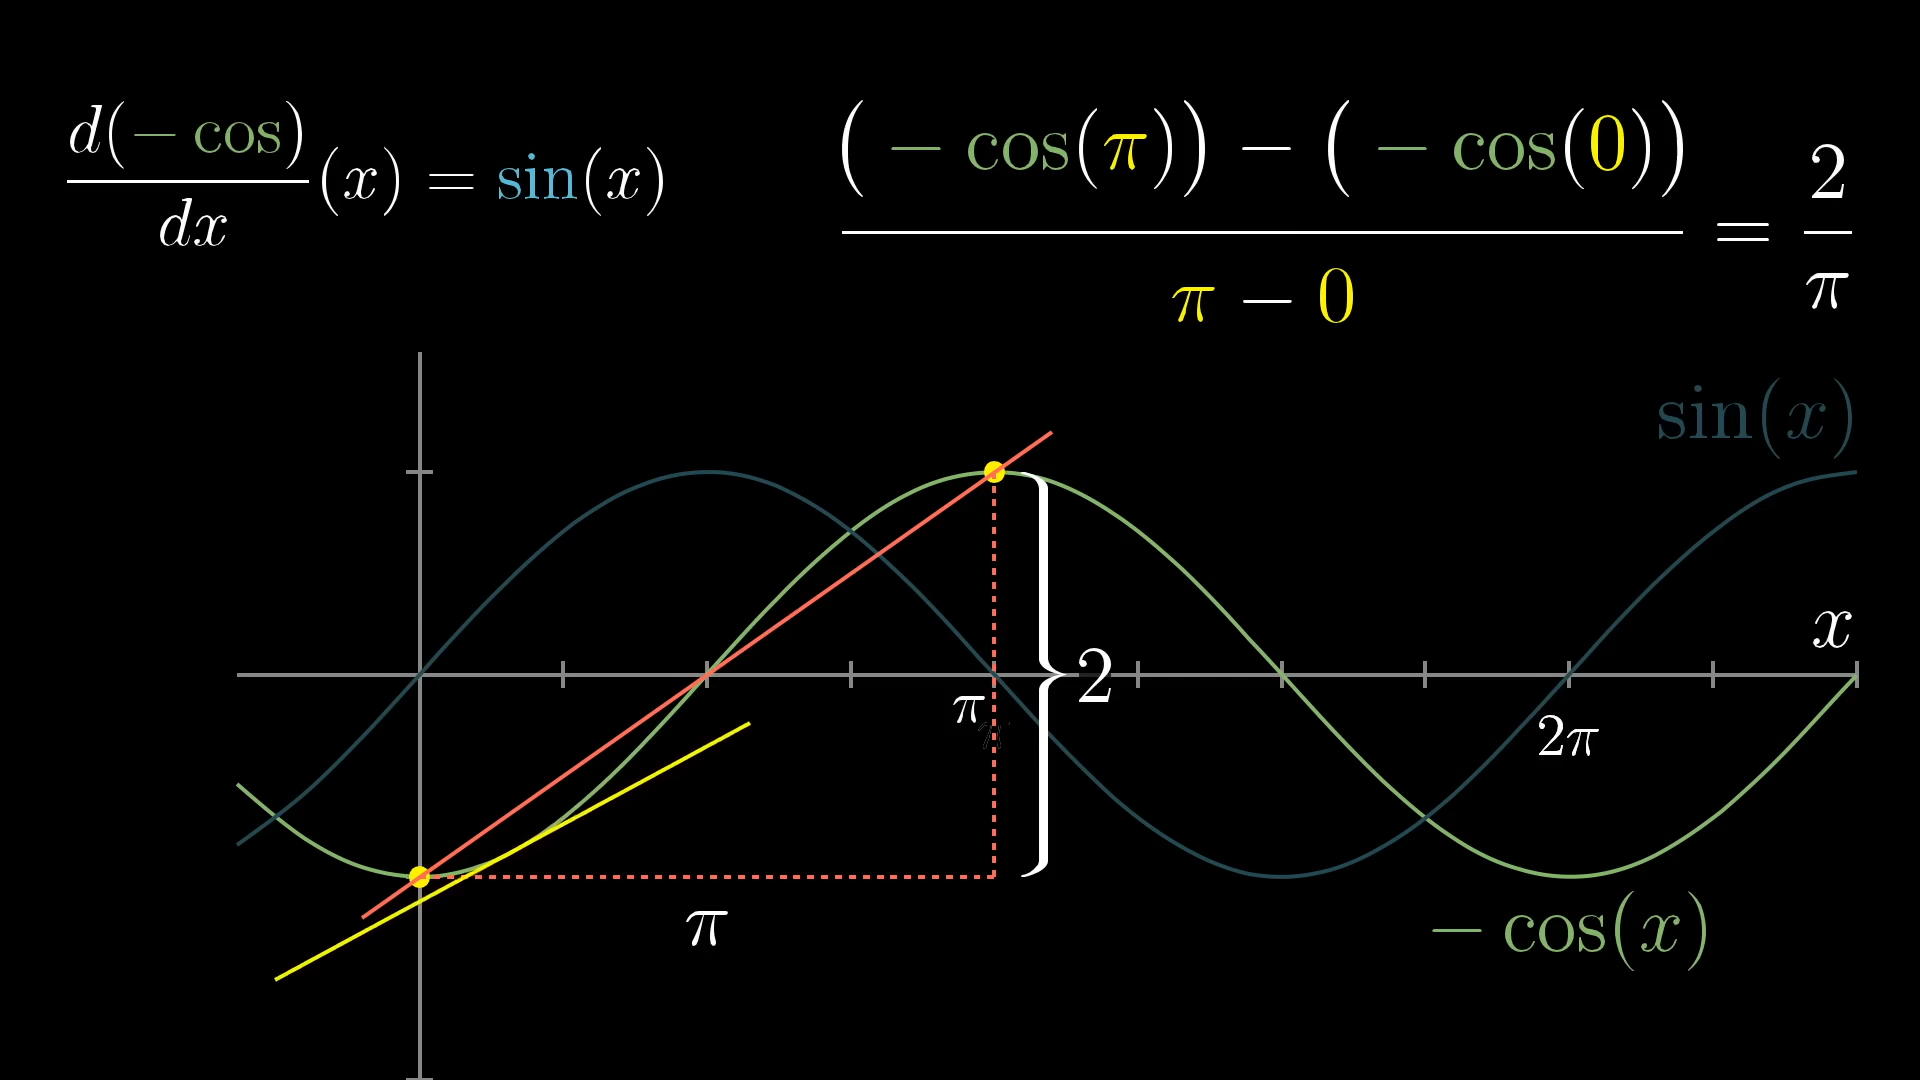 d(− cos)
dx
(x) = sin(x)
(− cos(π)) − (− cos(0))
π − 0
=
2
π
sin(x)
x
2
π
2π
π
− cos(x)